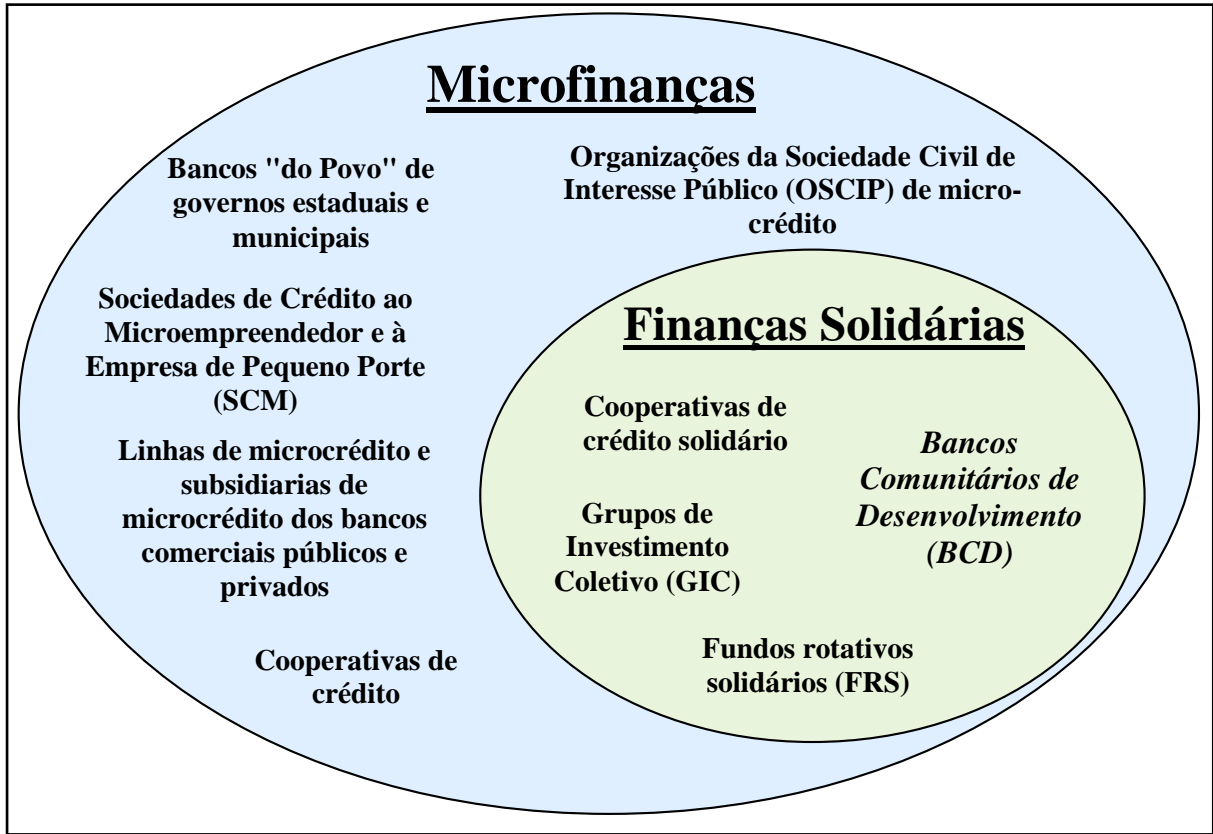 Microfinanças
Bancos "do Povo" de
governos estaduais e
municipais
Organizações da Sociedade Civil de
Interesse Público (OSCIP) de micro-
crédito
Sociedades de Crédito ao
Microempreendedor e à
Empresa de Pequeno Porte
(SCM)
Linhas de microcrédito e
subsidiarias de
microcrédito dos bancos
comerciais públicos e
privados
Cooperativas de
crédito
Finanças Solidárias
Cooperativas de
crédito solidário
Bancos
Comunitários de
Desenvolvimento
(BCD)
Grupos de
Investimento
Coletivo (GIC)
Fundos rotativos
solidários (FRS)